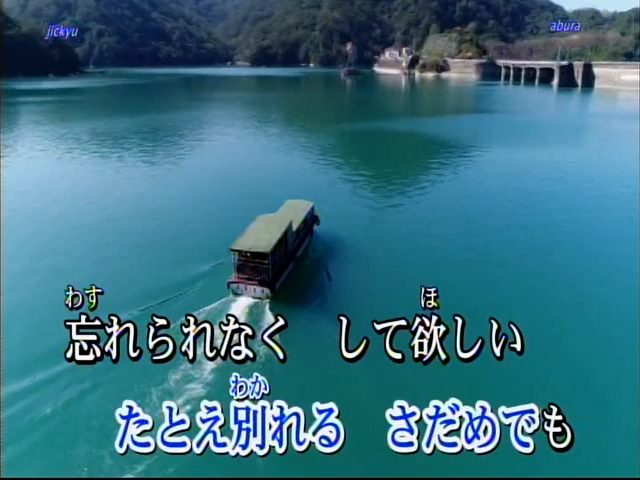 jickyu
abura
わす ほ
忘れられなく して欲しい
わか
たとえ別れる さだめでも